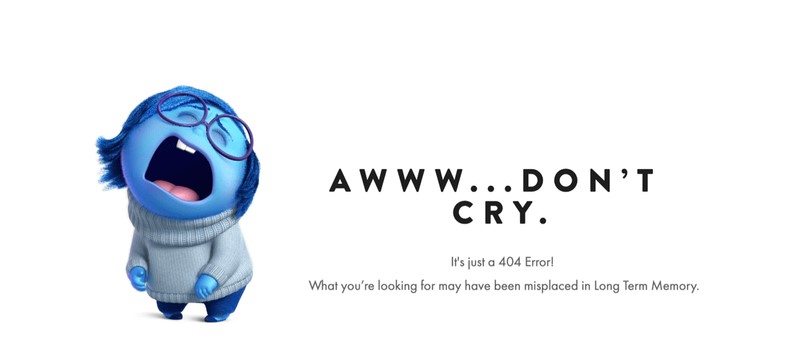 AWWW...DON’T
CRY.
It's just a 404 Error!
What you’re looking for may have been misplaced in Long Term Memory.